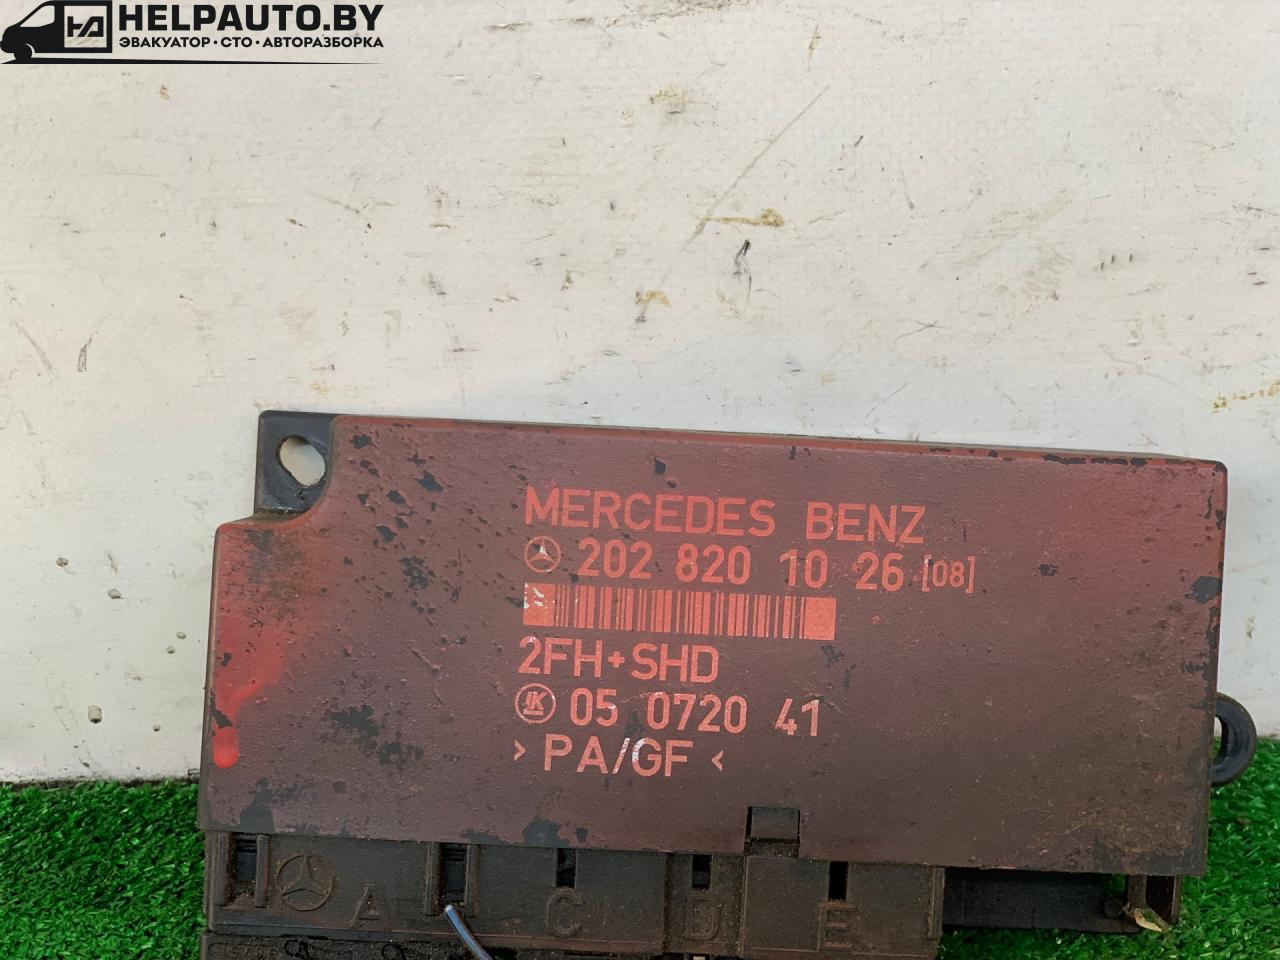 HELPAUTO.BY
ЭВАКУАТОР · СТО · АВТОРАЗБОРКА
MERCEDES BENZ
202 820 10 26 [08]
2FH+SHD
LK 05 0720 41
> PA/GF <
A C D E